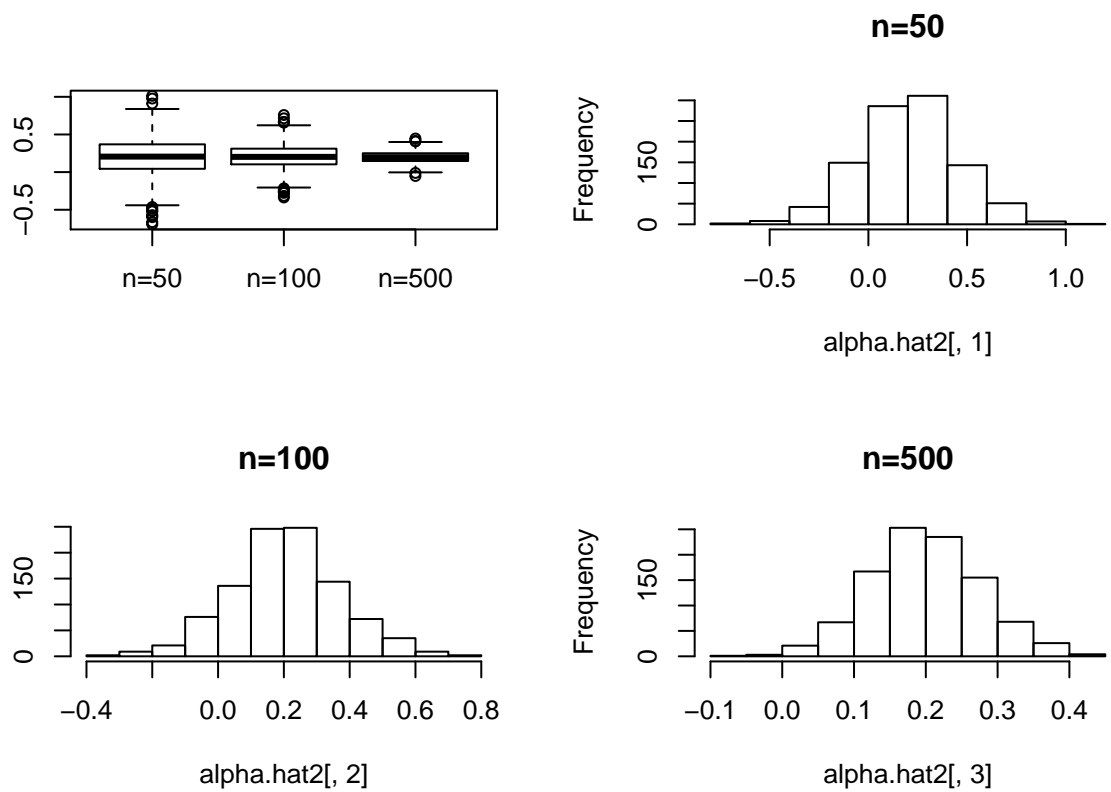 0.5
−0.5
n=50 n=100 n=500
n=50
Frequency
150
0
−0.5 0.0 0.5 1.0
alpha.hat2[, 1]
n=100
150
0
−0.4 0.0 0.2 0.4 0.6 0.8
alpha.hat2[, 2]
n=500
Frequency
150
0
−0.1 0.0 0.1 0.2 0.3 0.4
alpha.hat2[, 3]